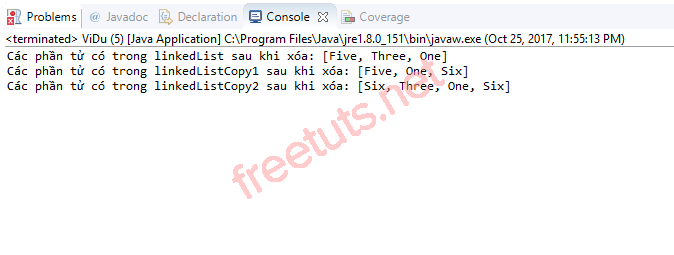 Problems @ Javadoc Declaration Console Coverage
<terminated> ViDu (5) [Java Application] C:\Program Files\Java\jre1.8.0_151\bin\javaw.exe (Oct 25, 2017, 11:55:13 PM)
Các phần tử có trong linkedList sau khi xóa: [Five, Three, One]
Các phần tử có trong linkedListCopy1 sau khi xóa: [Five, One, Six]
Các phần tử có trong linkedListCopy2 sau khi xóa: [Six, Three, One, Six]
freetuts.net